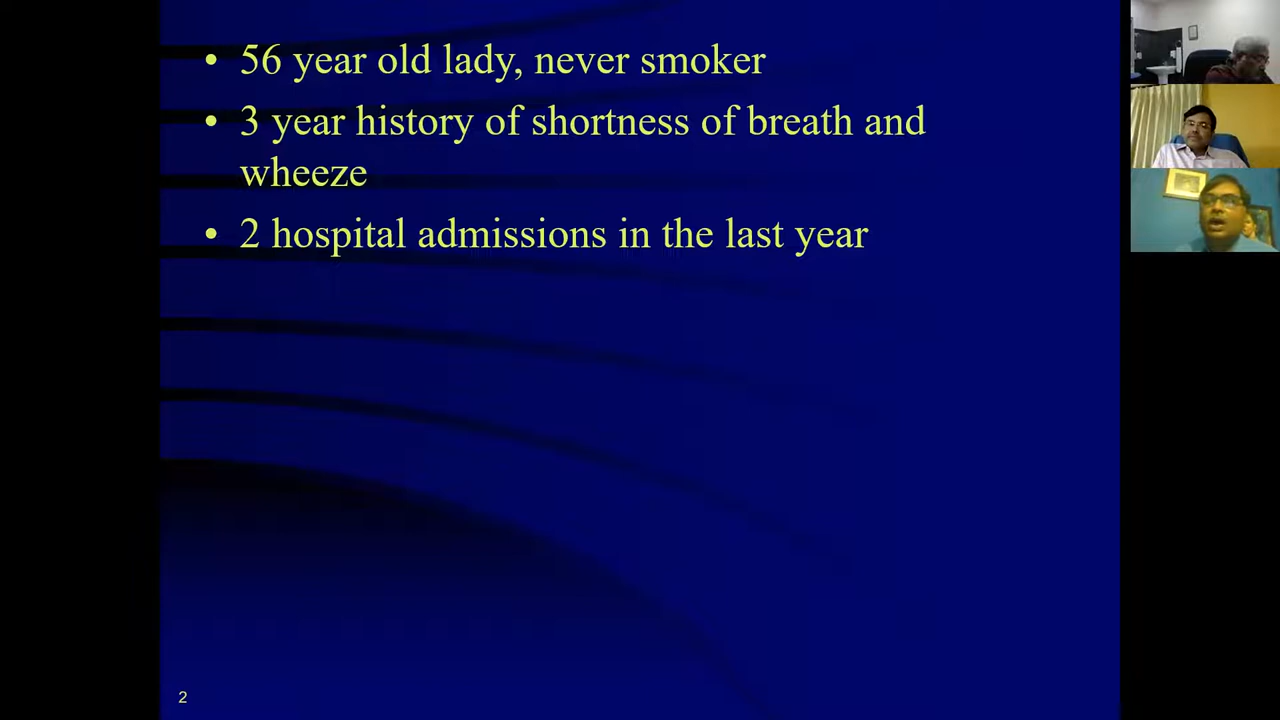 • 56 year old lady, never smoker
• 3 year history of shortness of breath and
wheeze
• 2 hospital admissions in the last year
2